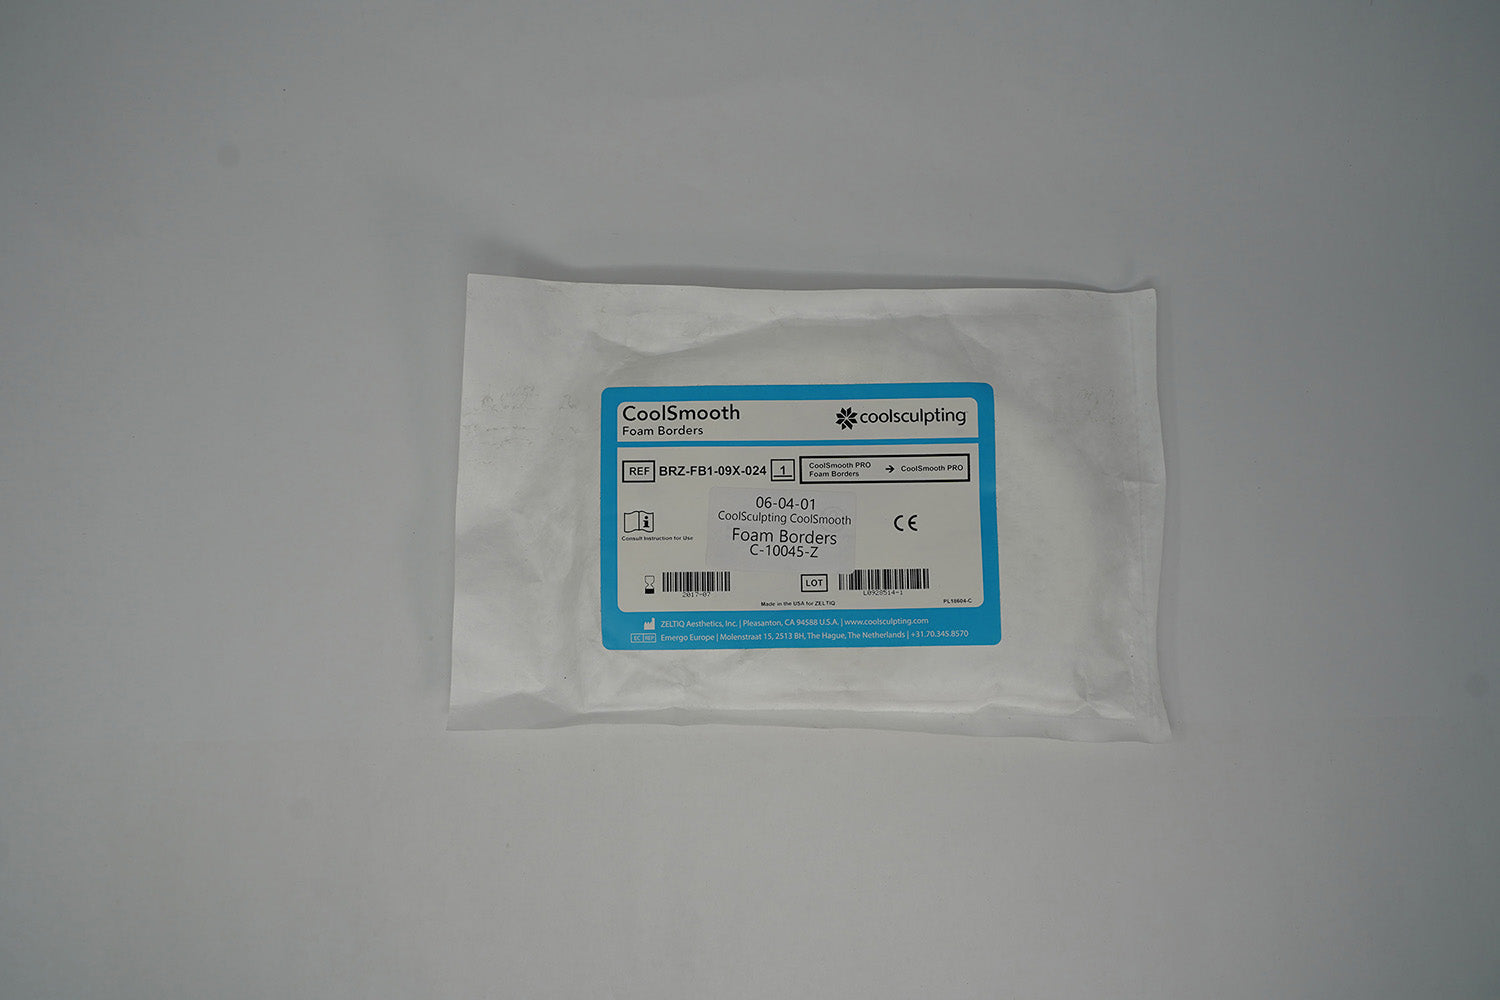 CoolSmooth
Foam Borders
coolsculpting
REF BRZ-FB1-09X-024 1
CoolSmooth PRO
Foam Borders → CoolSmooth PRO
06-04-01
CoolSculpting CoolSmooth
Foam Borders
C-10045-Z
Consult Instruction for Use
CE
2017-07
LOT
L0928514-1
Made in the USA for ZELTIQ
PL18604-C
ZELTIQ Aesthetics, Inc. | Pleasanton, CA 94588 U.S.A. | www.coolsculpting.com
EC REP Emergo Europe | Molenstraat 15, 2513 BH, The Hague, The Netherlands | +31.70.345.8570